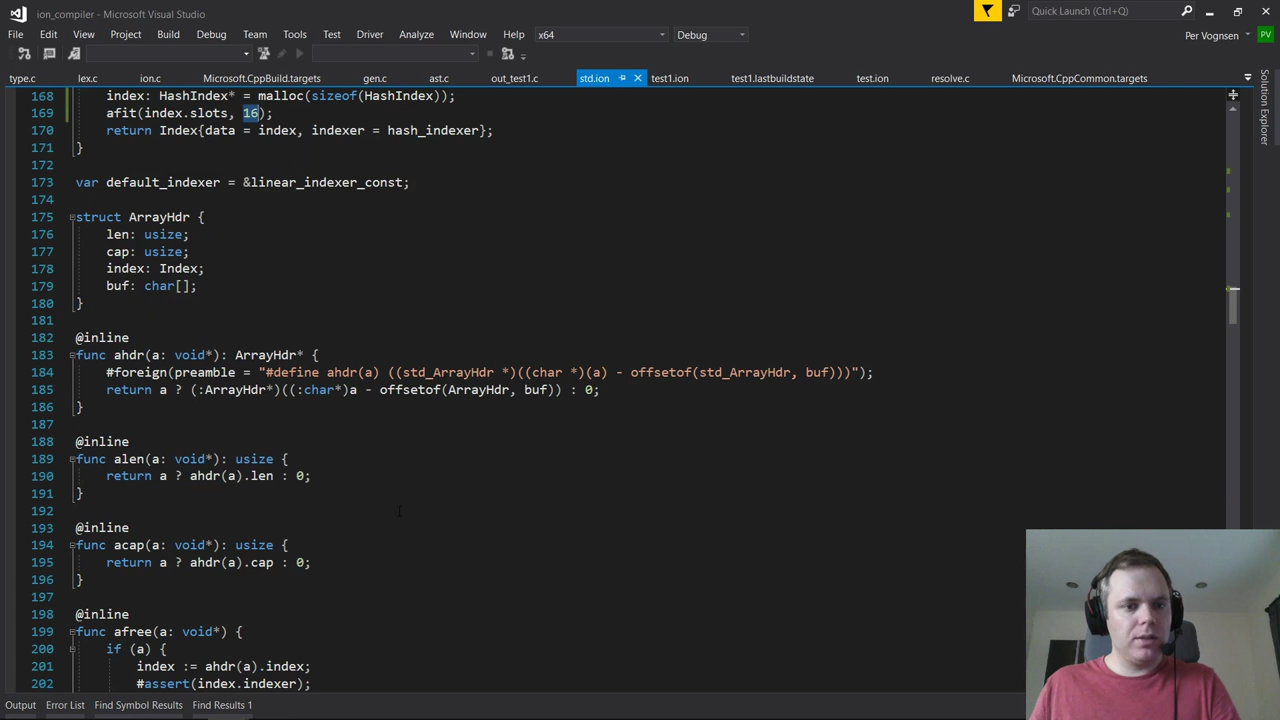 ion_compiler - Microsoft Visual Studio
Quick Launch (Ctrl+Q)
File Edit View Project Build Debug Team Tools Test Driver Analyze Window Help x64 Debug Per Vognsen PV
type.c lex.c ion.c Microsoft.CppBuild.targets gen.c ast.c out_test1.c std.ion test1.ion test1.lastbuildstate test.ion resolve.c Microsoft.CppCommon.targets
Solution Explorer
168 index: HashIndex* = malloc(sizeof(HashIndex));
169 afit(index.slots, 16);
170 return Index{data = index, indexer = hash_indexer};
171 }
172
173 var default_indexer = &linear_indexer_const;
174
175 struct ArrayHdr {
176 len: usize;
177 cap: usize;
178 index: Index;
179 buf: char[];
180 }
181
182 @inline
183 func ahdr(a: void*): ArrayHdr* {
184 #foreign(preamble = "#define ahdr(a) ((std_ArrayHdr *)((char *)(a) - offsetof(std_ArrayHdr, buf)))");
185 return a ? (:ArrayHdr*)((:char*)a - offsetof(ArrayHdr, buf)) : 0;
186 }
187
188 @inline
189 func alen(a: void*): usize {
190 return a ? ahdr(a).len : 0;
191 }
192
193 @inline
194 func acap(a: void*): usize {
195 return a ? ahdr(a).cap : 0;
196 }
197
198 @inline
199 func afree(a: void*) {
200 if (a) {
201 index := ahdr(a).index;
202 #assert(index.indexer);
Output Error List Find Symbol Results Find Results 1